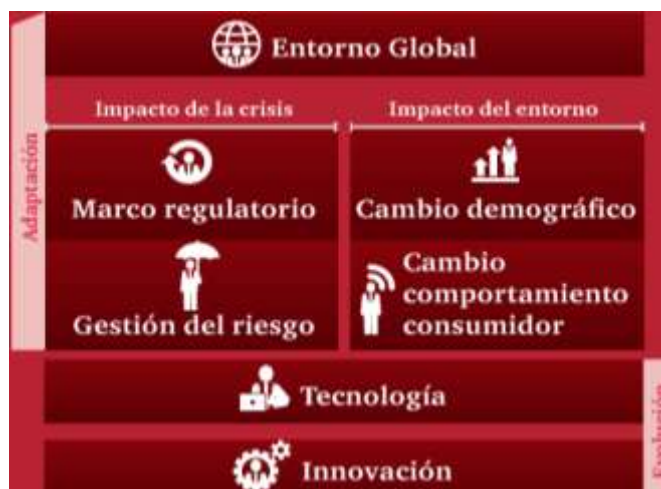 Entorno Global
Impacto de la crisis
Impacto del entorno
Adaptación
Marco regulatorio
Cambio demográfico
Gestión del riesgo
Cambio
comportamiento
consumidor
Tecnología
Evolución
Innovación